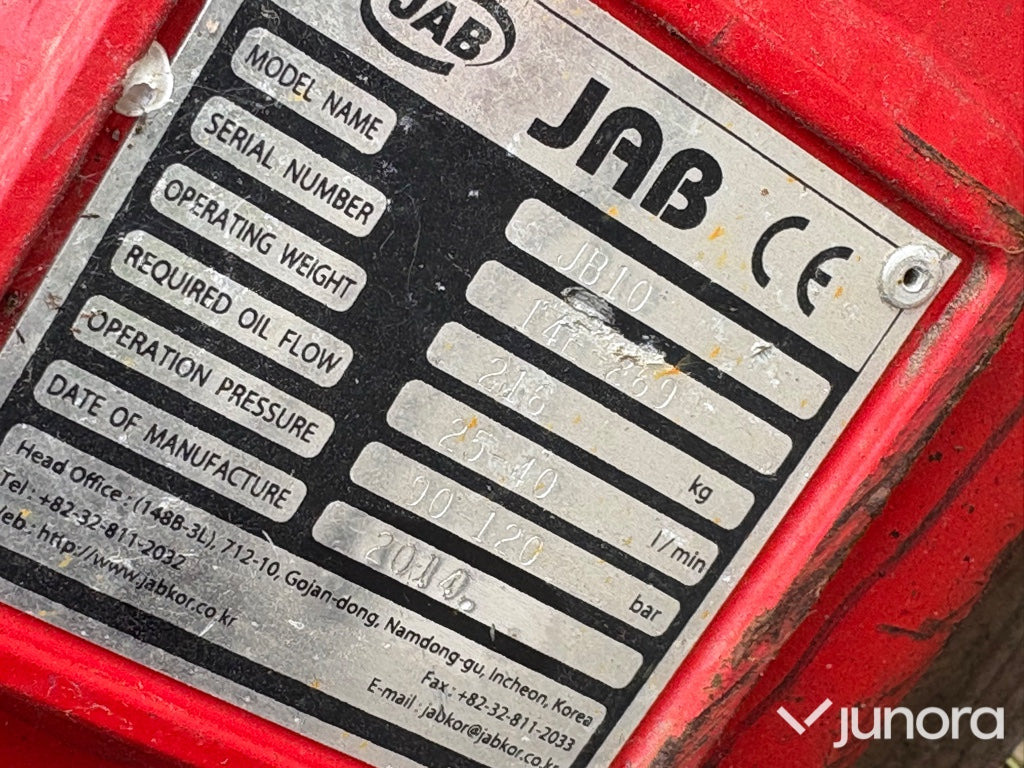 JAB
JAB CE
MODEL NAME JB10
SERIAL NUMBER
OPERATING WEIGHT 216 kg
REQUIRED OIL FLOW 25-40 l/min
OPERATION PRESSURE 90-120 bar
DATE OF MANUFACTURE 2014.
Head Office : (148B-3L), 712-10, Gojan-dong, Namdong-gu, Incheon, Korea
Tel : +82-32-811-2032 Fax : +82-32-811-2033
Web : http://www.jabkor.co.kr E-mail : jabkor@jabkor.co.kr
junora